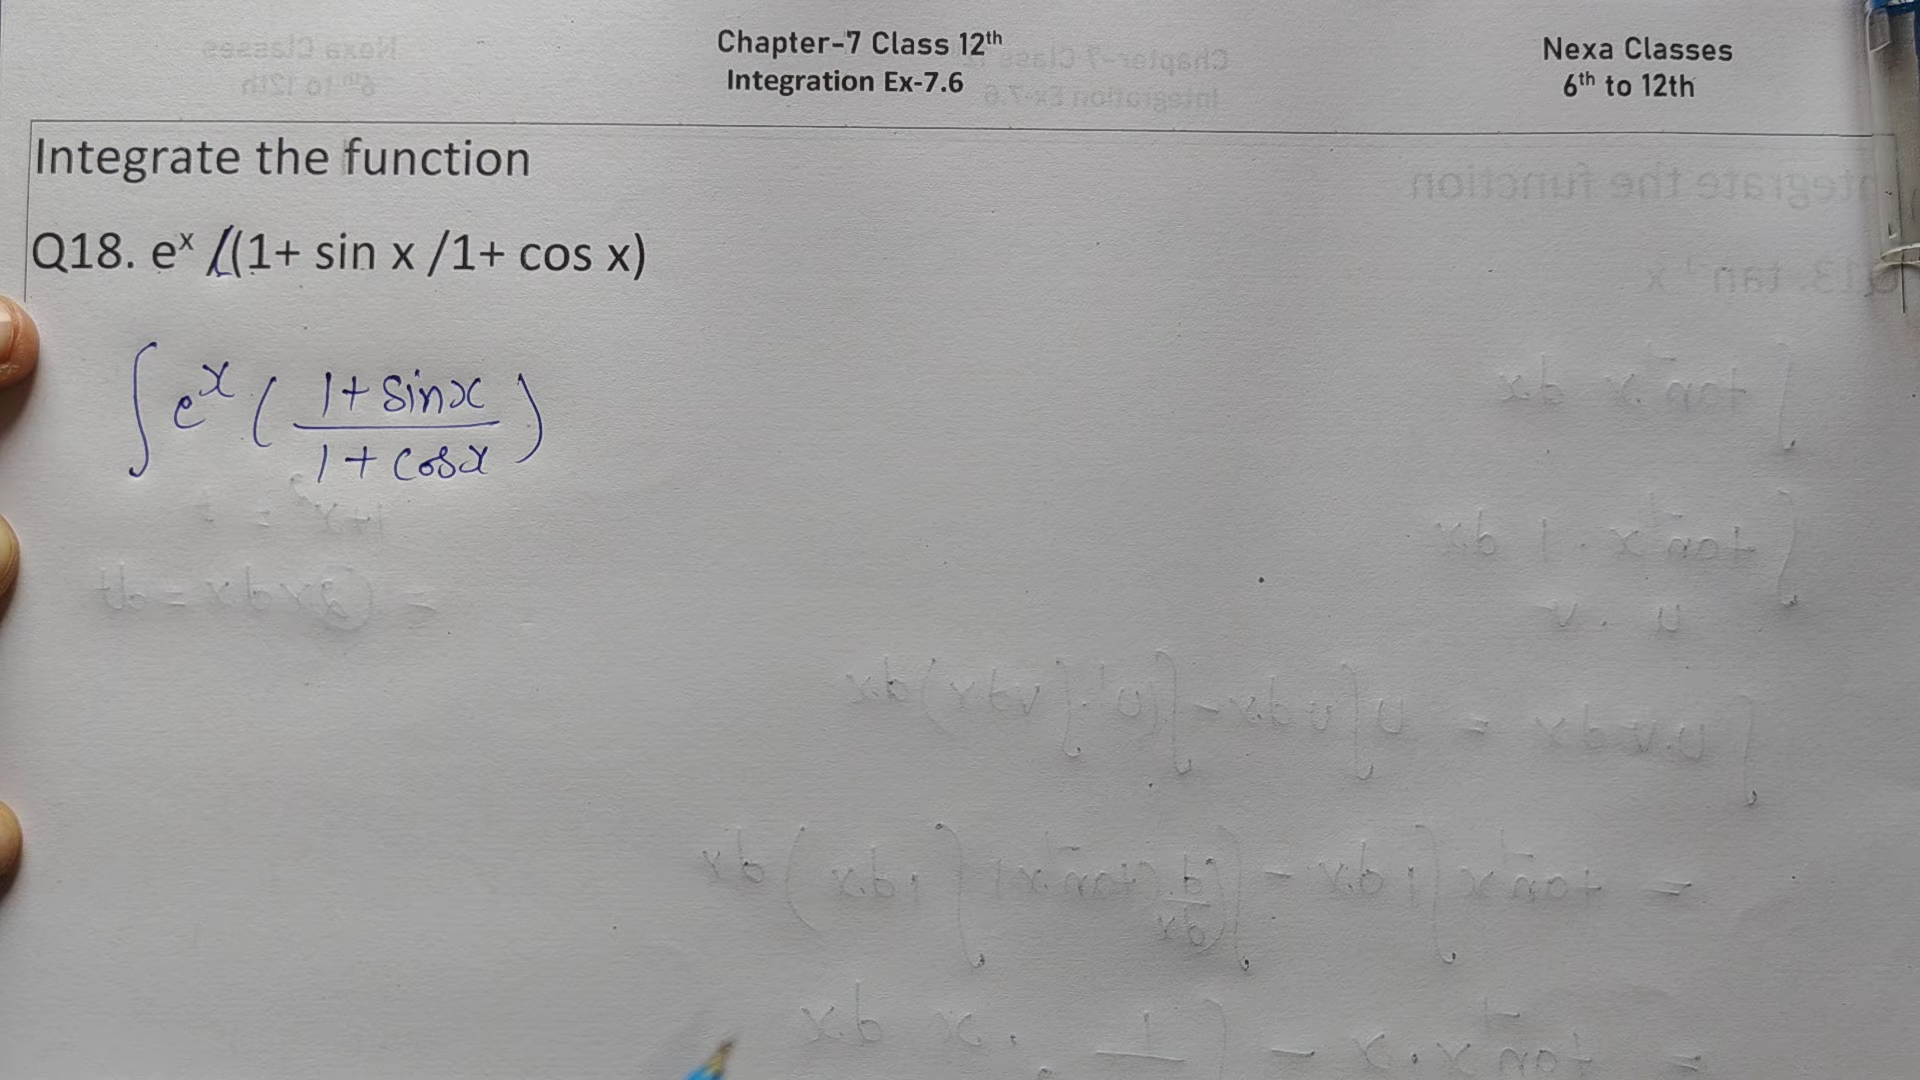 Chapter-7 Class 12th
Integration Ex-7.6
Nexa Classes
6th to 12th
Integrate the function
Q18. eˣ /(1+ sin x /1+ cos x)
∫ eˣ ( 1+ sinx / 1+ cosx )